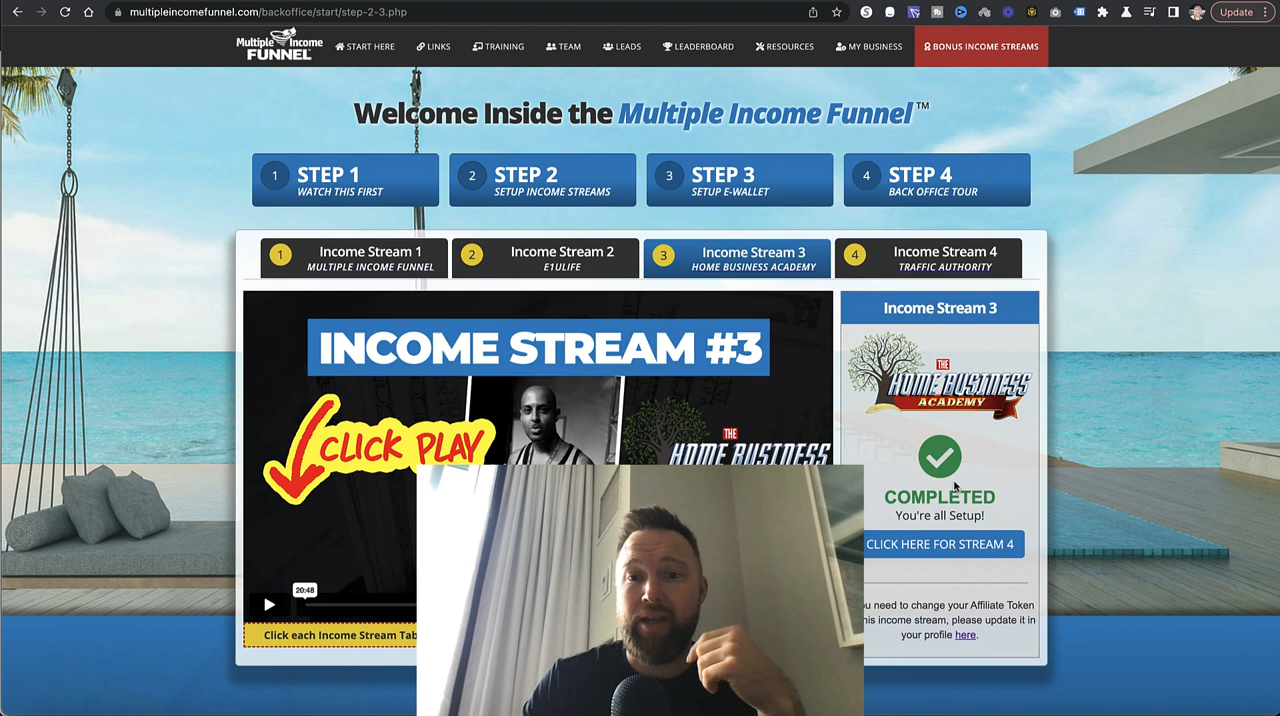 multipleincomefunnel.com/backoffice/start/step-2-3.php
Update
Multiple Income
FUNNEL
START HERE
LINKS
TRAINING
TEAM
LEADS
LEADERBOARD
RESOURCES
MY BUSINESS
BONUS INCOME STREAMS
Welcome Inside the Multiple Income Funnel™
1 STEP 1
WATCH THIS FIRST
2 STEP 2
SETUP INCOME STREAMS
3 STEP 3
SETUP E-WALLET
4 STEP 4
BACK OFFICE TOUR
1 Income Stream 1
MULTIPLE INCOME FUNNEL
2 Income Stream 2
E1ULIFE
3 Income Stream 3
HOME BUSINESS ACADEMY
4 Income Stream 4
TRAFFIC AUTHORITY
INCOME STREAM #3
CLICK PLAY
THE
HOME BUSINESS
20:48
Click each Income Stream Tab
Income Stream 3
THE
HOME BUSINESS
ACADEMY
COMPLETED
You're all Setup!
CLICK HERE FOR STREAM 4
u need to change your Affiliate Token
his income stream, please update it in
your profile here.